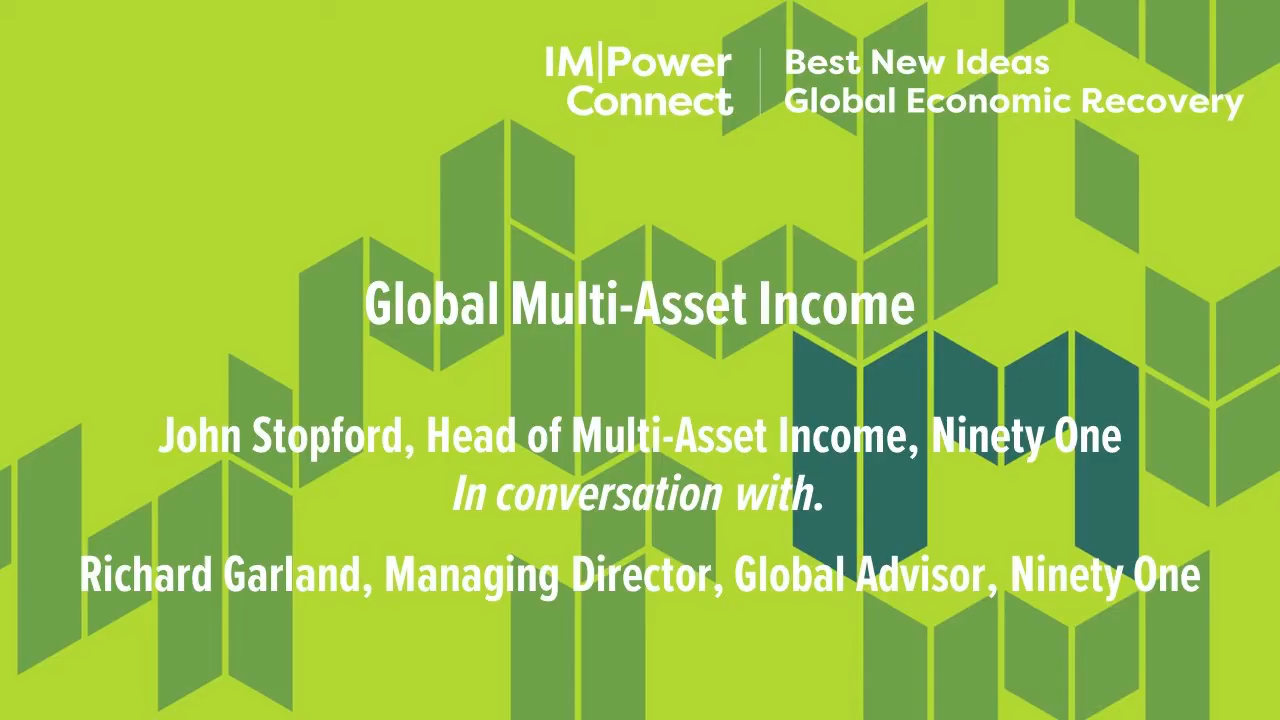 IM|Power
Connect
Best New Ideas
Global Economic Recovery
Global Multi-Asset Income
John Stopford, Head of Multi-Asset Income, Ninety One
In conversation with.
Richard Garland, Managing Director, Global Advisor, Ninety One